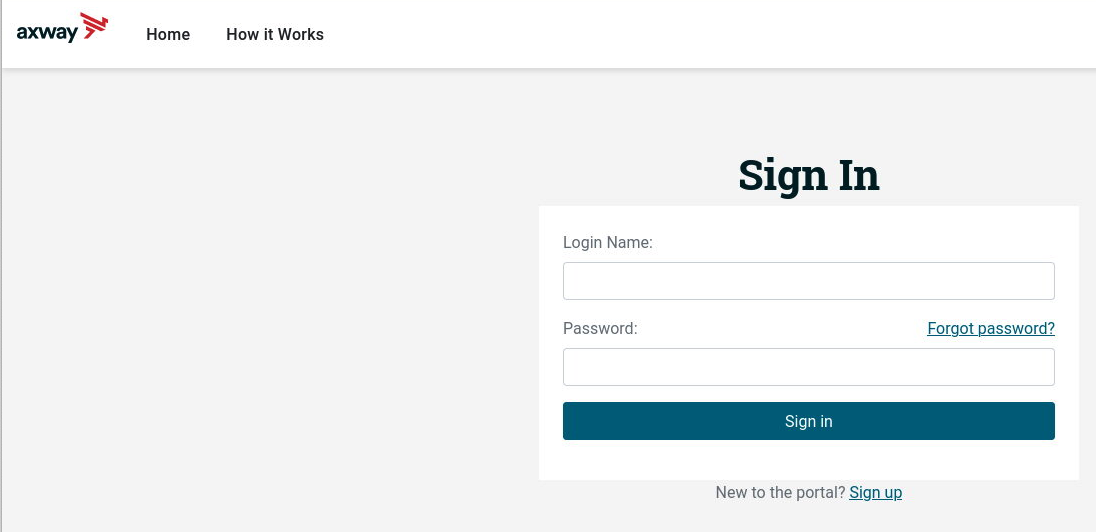 axway Home How it Works
Sign In
Login Name:
Password: Forgot password?
Sign in
New to the portal? Sign up